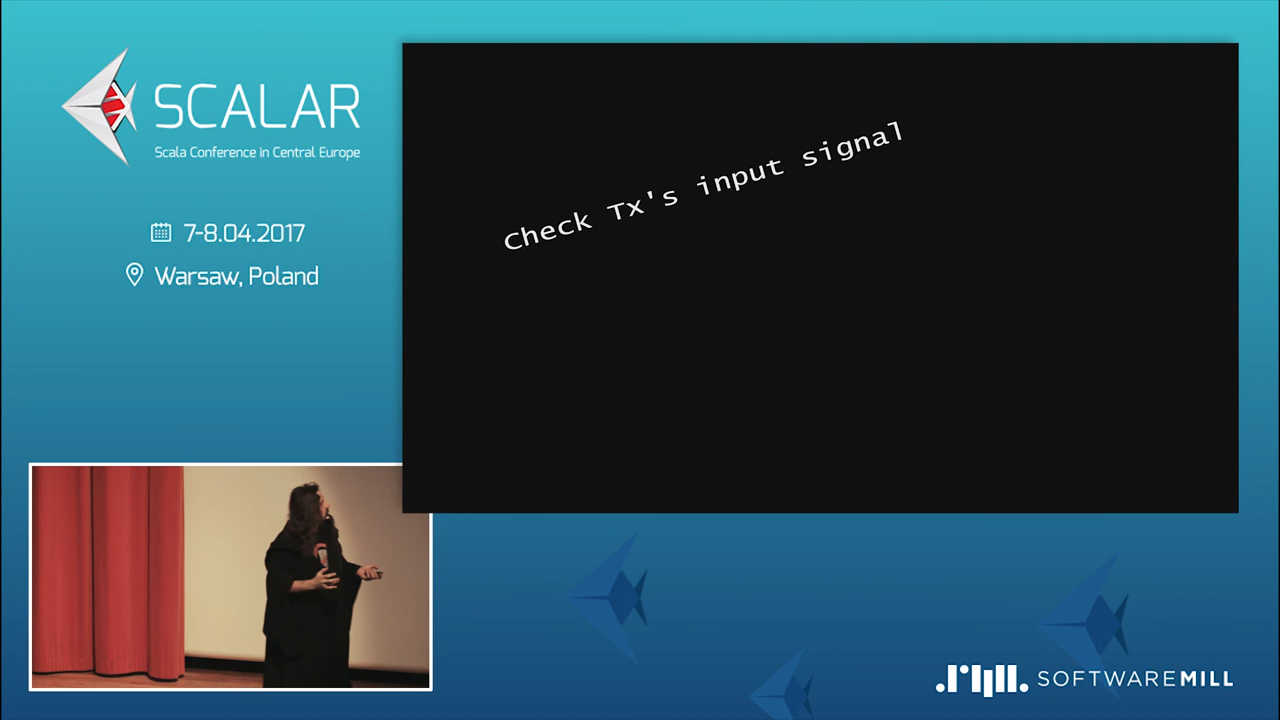 SCALAR
Scala Conference in Central Europe
7-8.04.2017
Warsaw, Poland
Check Tx's input signal
SOFTWAREMILL